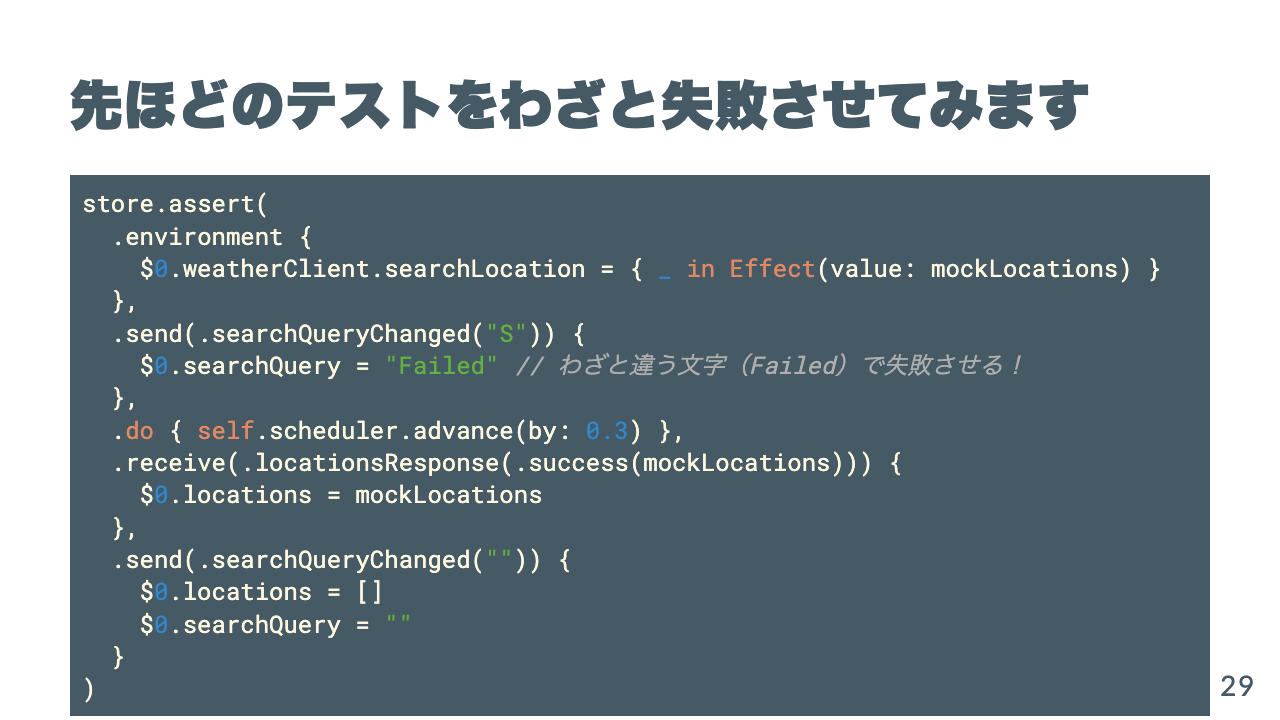 先ほどのテストをわざと失敗させてみます
store.assert(
  .environment {
    $0.weatherClient.searchLocation = { _ in Effect(value: mockLocations) }
  },
  .send(.searchQueryChanged("S")) {
    $0.searchQuery = "Failed" // わざと違う文字（Failed）で失敗させる！
  },
  .do { self.scheduler.advance(by: 0.3) },
  .receive(.locationsResponse(.success(mockLocations))) {
    $0.locations = mockLocations
  },
  .send(.searchQueryChanged("")) {
    $0.locations = []
    $0.searchQuery = ""
  }
)
29